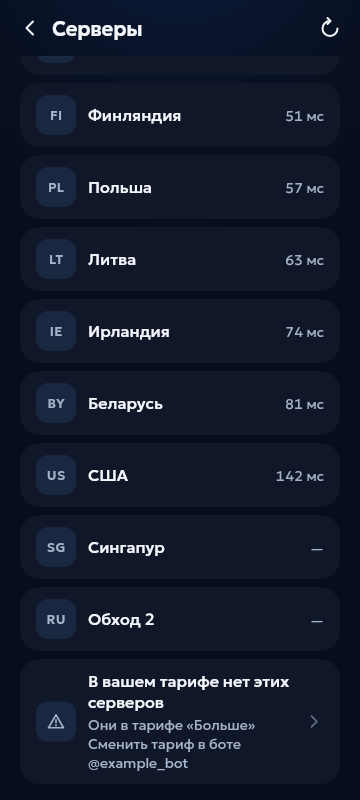 Серверы
FI Финляндия 51 мс
PL Польша 57 мс
LT Литва 63 мс
IE Ирландия 74 мс
BY Беларусь 81 мс
US США 142 мс
SG Сингапур —
RU Обход 2 —
В вашем тарифе нет этих
серверов
Они в тарифе «Больше»
Сменить тариф в боте
@example_bot